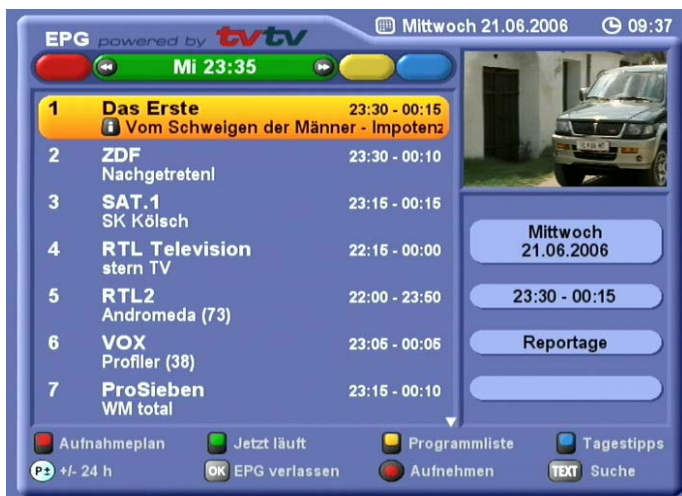 EPG powered by tvtv
Mittwoch 21.06.2006 09:37
Mi 23:35
1 Das Erste 23:30 - 00:15
Vom Schweigen der Männer - Impotenz
2 ZDF 23:30 - 00:10
Nachgetreten!
3 SAT.1 23:15 - 00:15
SK Kölsch
4 RTL Television 22:15 - 00:00
stern TV
5 RTL2 22:00 - 23:50
Andromeda (73)
6 VOX 23:05 - 00:05
Profiler (38)
7 ProSieben 23:15 - 00:10
WM total
Mittwoch
21.06.2006
23:30 - 00:15
Reportage
Aufnahmeplan Jetzt läuft Programmliste Tagestipps
P± +/- 24 h OK EPG verlassen Aufnehmen TEXT Suche